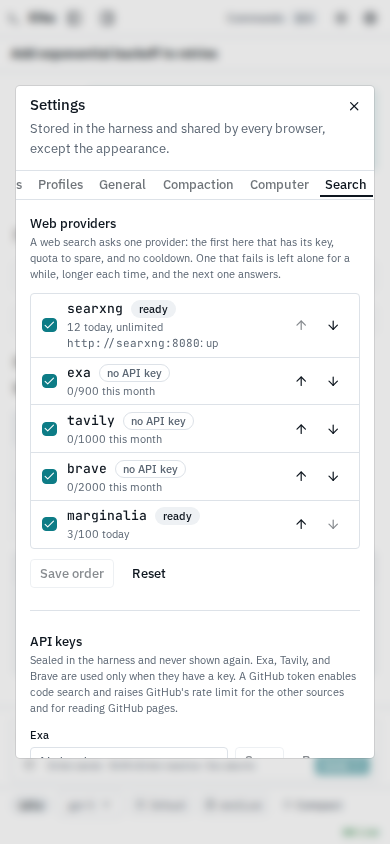 Settings
Stored in the harness and shared by every browser,
except the appearance.
s Profiles General Compaction Computer Search
Web providers
A web search asks one provider: the first here that has its key,
quota to spare, and no cooldown. One that fails is left alone for a
while, longer each time, and the next one answers.
searxng ready
12 today, unlimited
http://searxng:8080: up
exa no API key
0/900 this month
tavily no API key
0/1000 this month
brave no API key
0/2000 this month
marginalia ready
3/100 today
Save order Reset
API keys
Sealed in the harness and never shown again. Exa, Tavily, and
Brave are used only when they have a key. A GitHub token enables
code search and raises GitHub's rate limit for the other sources
and for reading GitHub pages.
Exa